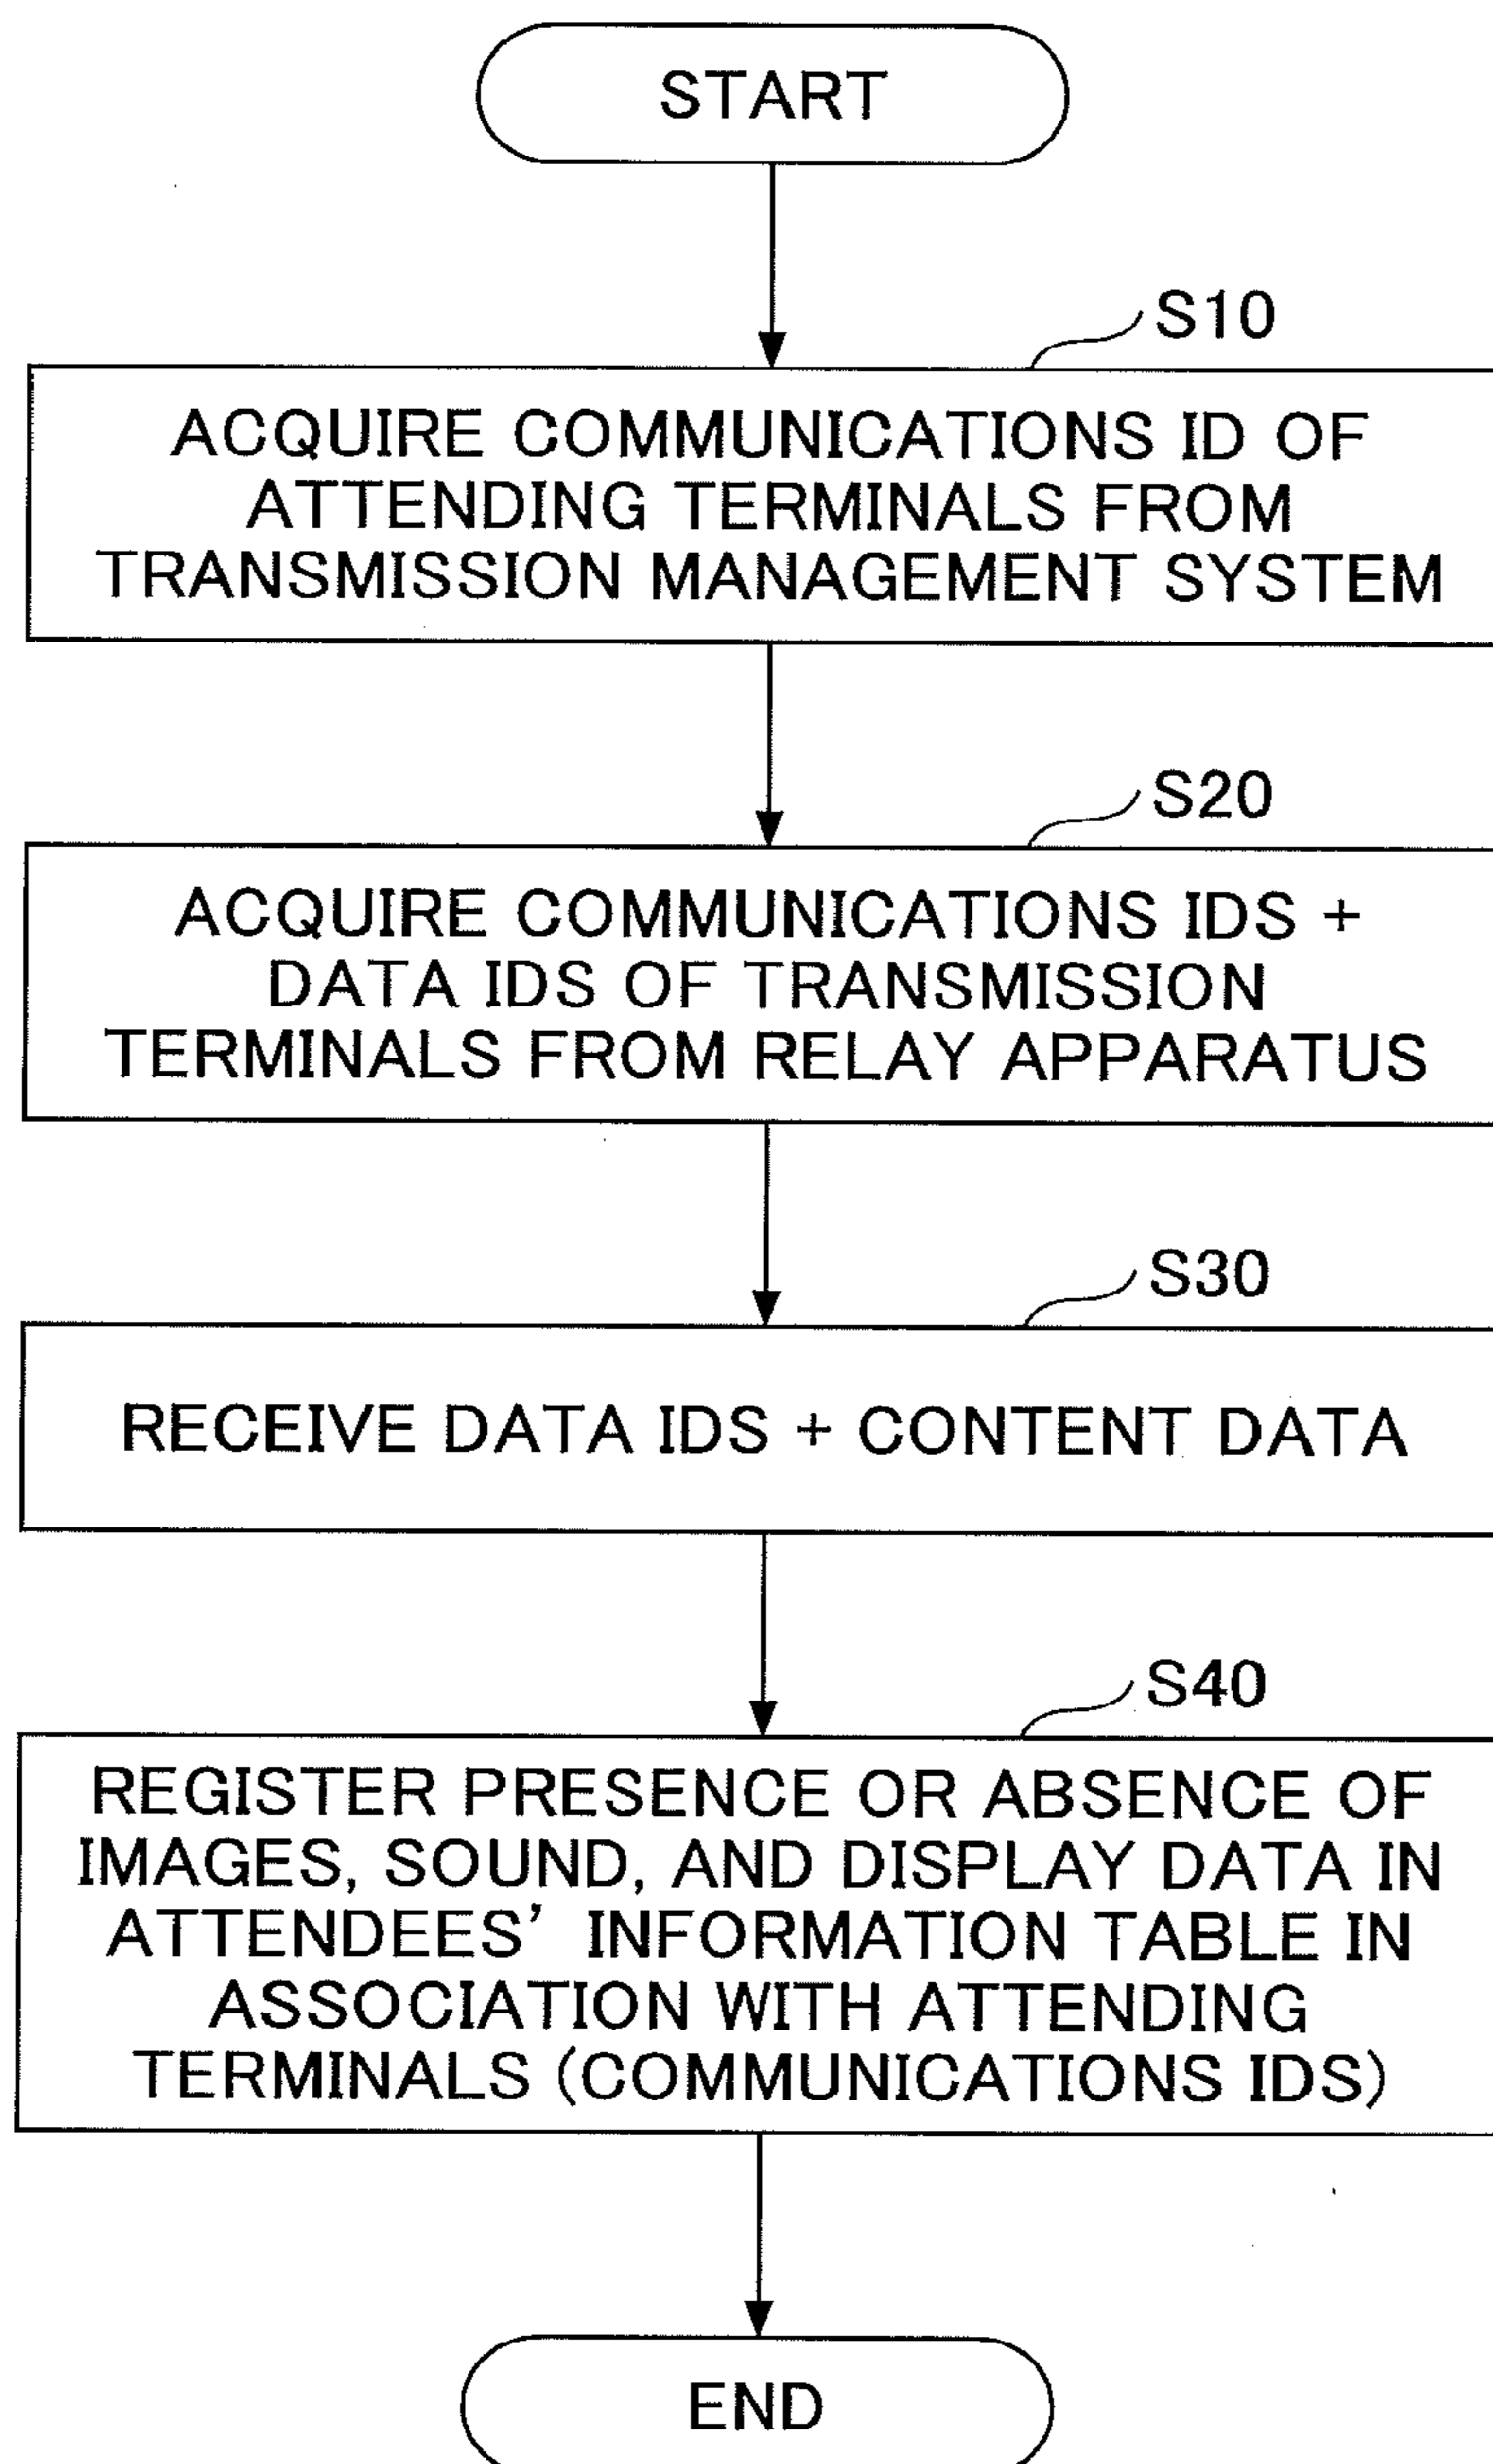 START
S10
ACQUIRE COMMUNICATIONS ID OF
ATTENDING TERMINALS FROM
TRANSMISSION MANAGEMENT SYSTEM
S20
ACQUIRE COMMUNICATIONS IDS +
DATA IDS OF TRANSMISSION
TERMINALS FROM RELAY APPARATUS
S30
RECEIVE DATA IDS + CONTENT DATA
S40
REGISTER PRESENCE OR ABSENCE OF
IMAGES, SOUND, AND DISPLAY DATA IN
ATTENDEES' INFORMATION TABLE IN
ASSOCIATION WITH ATTENDING
TERMINALS (COMMUNICATIONS IDS)
END